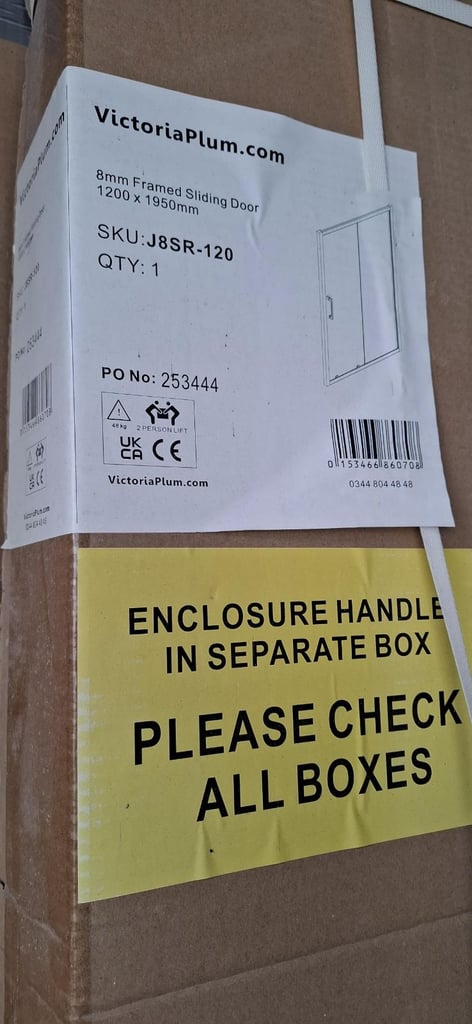 VictoriaPlum.com
8mm Framed Sliding Door
1200 x 1950mm
SKU:J8SR-120
QTY: 1
PO No: 253444
48kg
2 PERSON LIFT
UK
CA CE
VictoriaPlum.com
0 153466 860708
0344 804 48 48
ENCLOSURE HANDLE
IN SEPARATE BOX
PLEASE CHECK
ALL BOXES